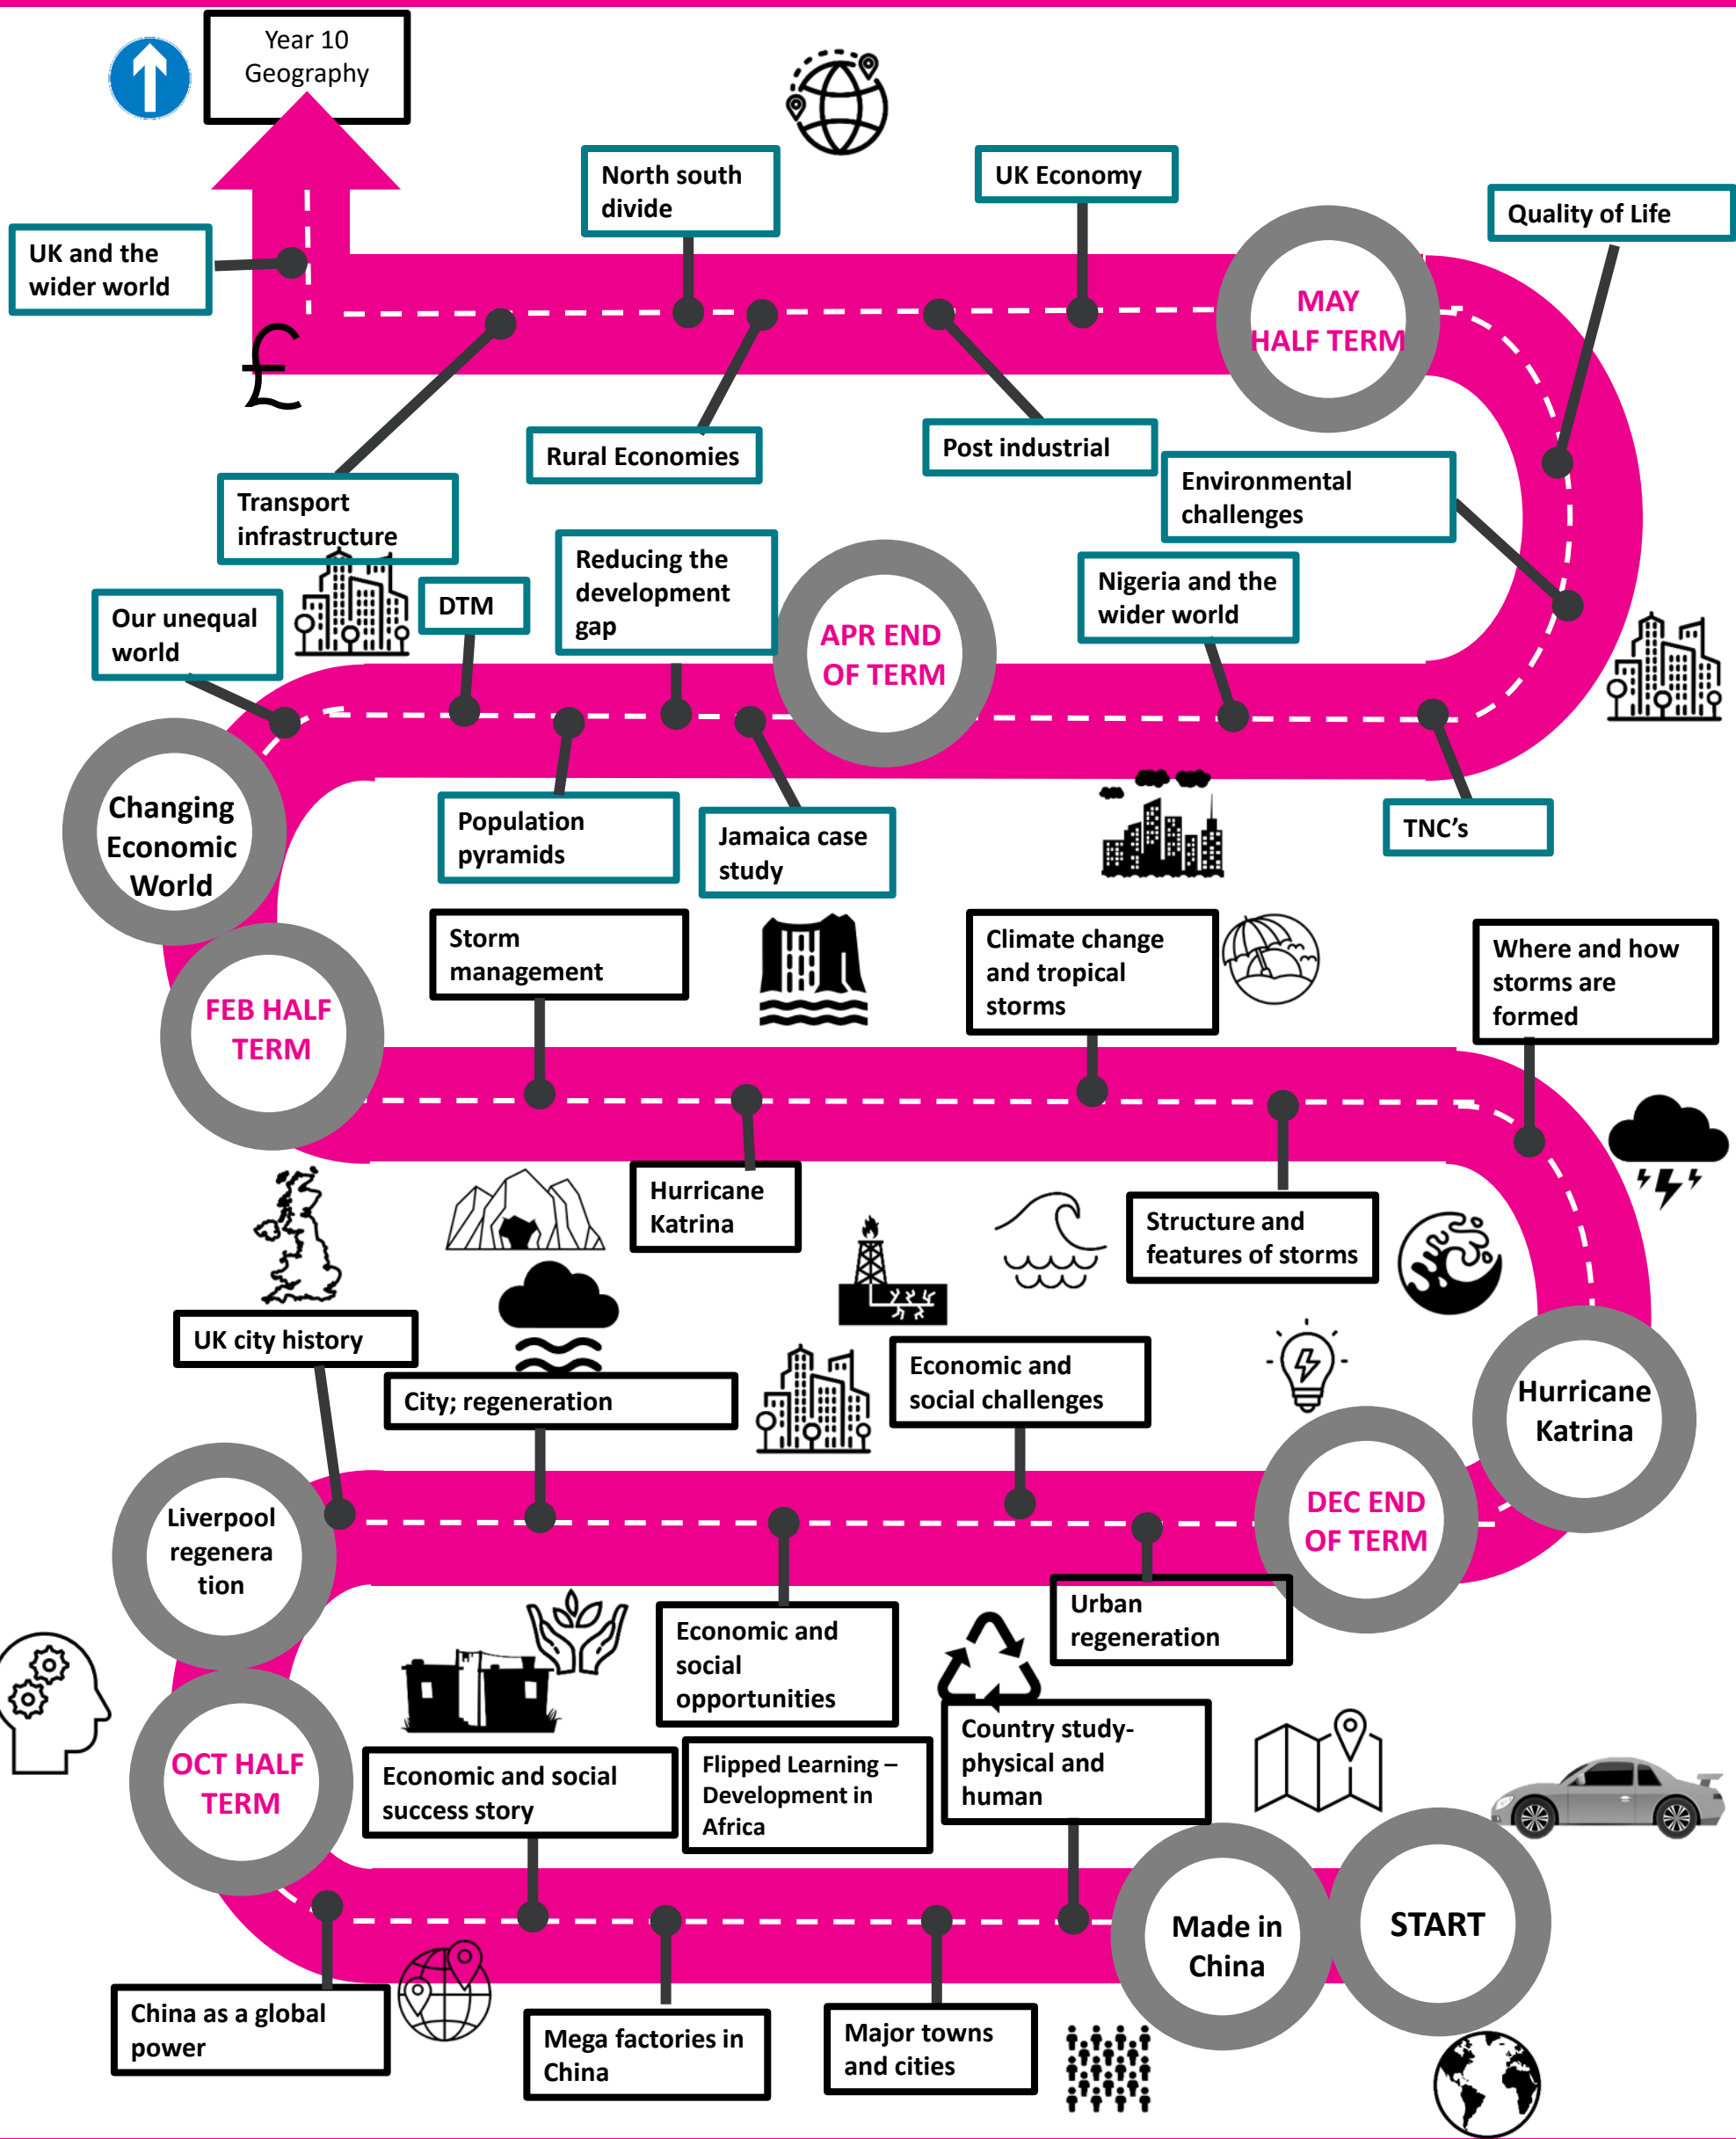 Year 10
Geography
North south
divide
UK Economy
Quality of Life
UK and the
wider world
MAY
HALF TERM
£
Rural Economies
Post industrial
Environmental
challenges
Transport
infrastructure
Reducing the
development
gap
Nigeria and the
wider world
Our unequal
world
DTM
APR END
OF TERM
Changing
Economic
World
Population
pyramids
Jamaica case
study
TNC's
Storm
management
Climate change
and tropical
storms
Where and how
storms are
formed
FEB HALF
TERM
Hurricane
Katrina
Structure and
features of storms
UK city history
City; regeneration
Economic and
social challenges
Hurricane
Katrina
Liverpool
regenera
tion
DEC END
OF TERM
Urban
regeneration
Economic and
social
opportunities
OCT HALF
TERM
Economic and social
success story
Flipped Learning –
Development in
Africa
Country study-
physical and
human
Made in
China
START
China as a global
power
Mega factories in
China
Major towns
and cities